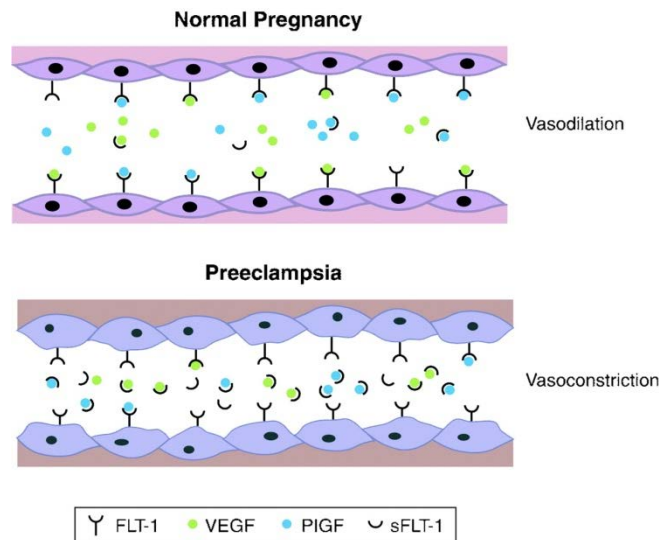 Normal Pregnancy
Vasodilation
Preeclampsia
Vasoconstriction
FLT-1 VEGF PIGF sFLT-1